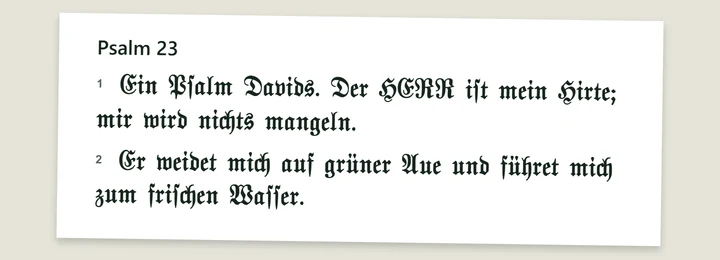 Psalm 23
1 Ein Pſalm Davids. Der HERR iſt mein Hirte;
mir wird nichts mangeln.
2 Er weidet mich auf grüner Aue und führet mich
zum friſchen Waſſer.